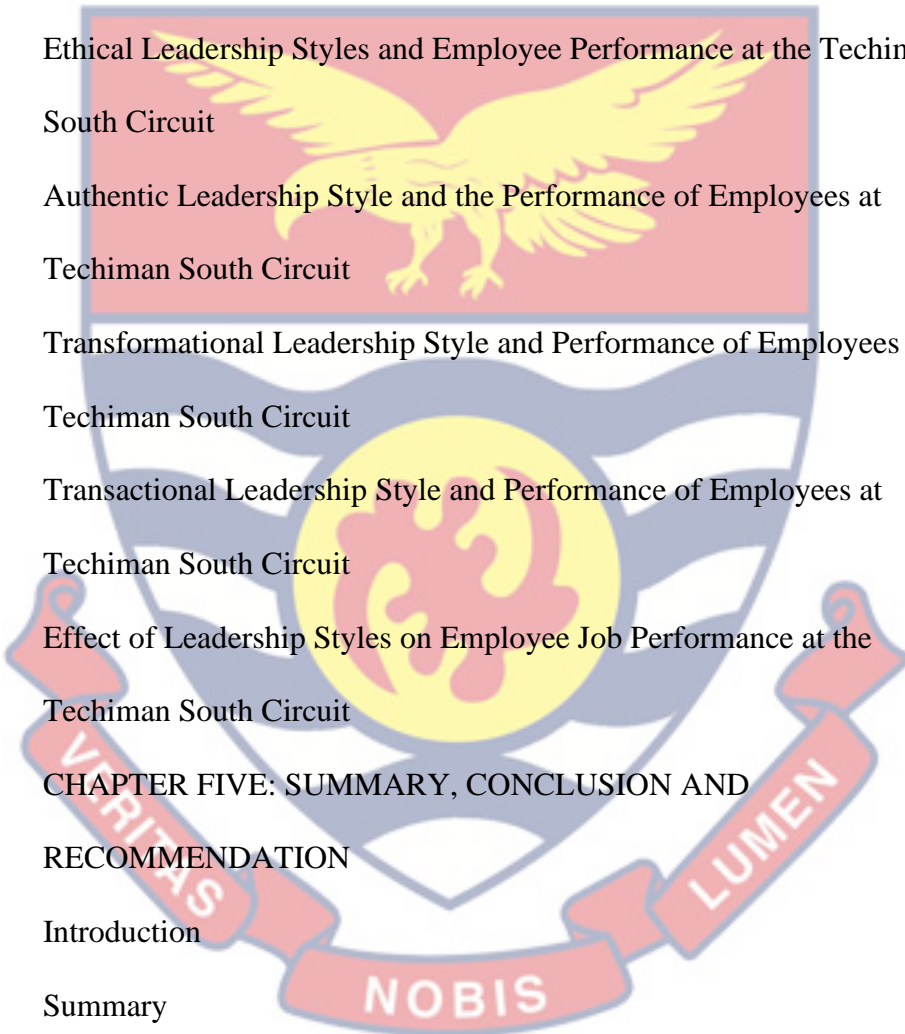 Ethical Leadership Styles and Employee Performance at the
South Circuit
Authentic Leadership Style and the Performance of Employees at
Techiman South Circuit
Transformational Leadership Style and Performance of Employees
Techiman South Circuit
Transactional Leadership Style and Performance of Employees at
Techiman South Circuit
Effect of Leadership Styles on Employee Job Performance at the
Techiman South Circuit
CHAPTER FIVE: SUMMARY, CONCLUSION AND
RECOMMENDATION
Introduction
Summary
VERITAS
NOBIS
LUMEN